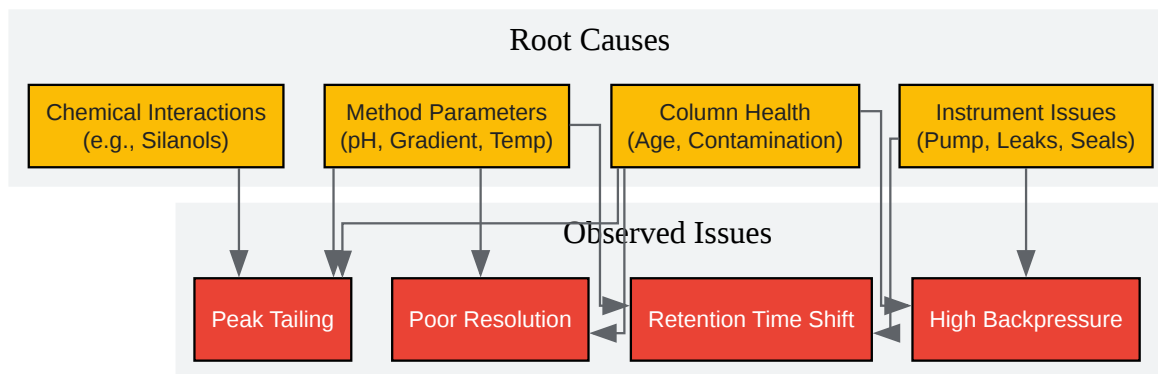 Root Causes
Chemical Interactions
(e.g., Silanols)
Method Parameters
(pH, Gradient, Temp)
Column Health
(Age, Contamination)
Instrument Issues
(Pump, Leaks, Seals)
Observed Issues
Peak Tailing
Poor Resolution
Retention Time Shift
High Backpressure